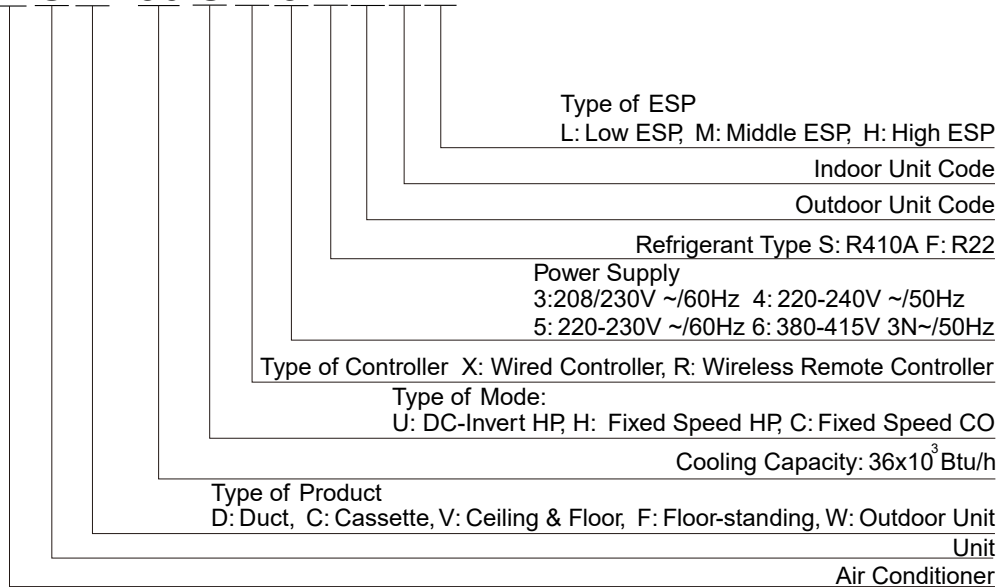 Type of ESP
L: Low ESP, M: Middle ESP, H: High ESP
Indoor Unit Code
Outdoor Unit Code
Refrigerant Type S: R410A F: R22
Power Supply
3:208/230V ~/60Hz 4: 220-240V ~/50Hz
5: 220-230V ~/60Hz 6: 380-415V 3N~/50Hz
Type of Controller X: Wired Controller, R: Wireless Remote Controller
Type of Mode:
U: DC-Invert HP, H: Fixed Speed HP, C: Fixed Speed CO
Cooling Capacity: 36x10³Btu/h
Type of Product
D: Duct, C: Cassette, V: Ceiling & Floor, F: Floor-standing, W: Outdoor Unit
Unit
Air Conditioner